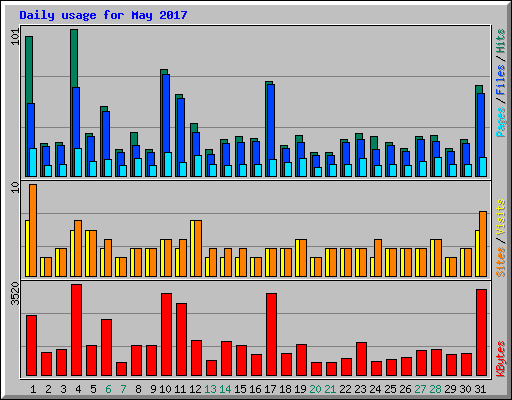 Daily usage for May 2017
101
Pages / Files / Hits
10
Sites / Visits
3520
KBytes
1 2 3 4 5 6 7 8 9 10 11 12 13 14 15 16 17 18 19 20 21 22 23 24 25 26 27 28 29 30 31